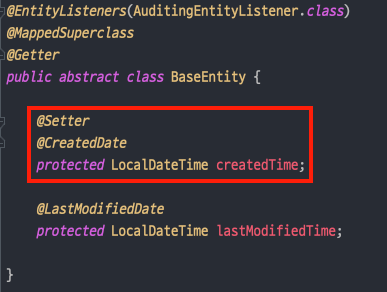 @EntityListeners(AuditingEntityListener.class)
@MappedSuperclass
@Getter
public abstract class BaseEntity {
@Setter
@CreatedDate
protected LocalDateTime createdTime;
@LastModifiedDate
protected LocalDateTime lastModifiedTime;
}